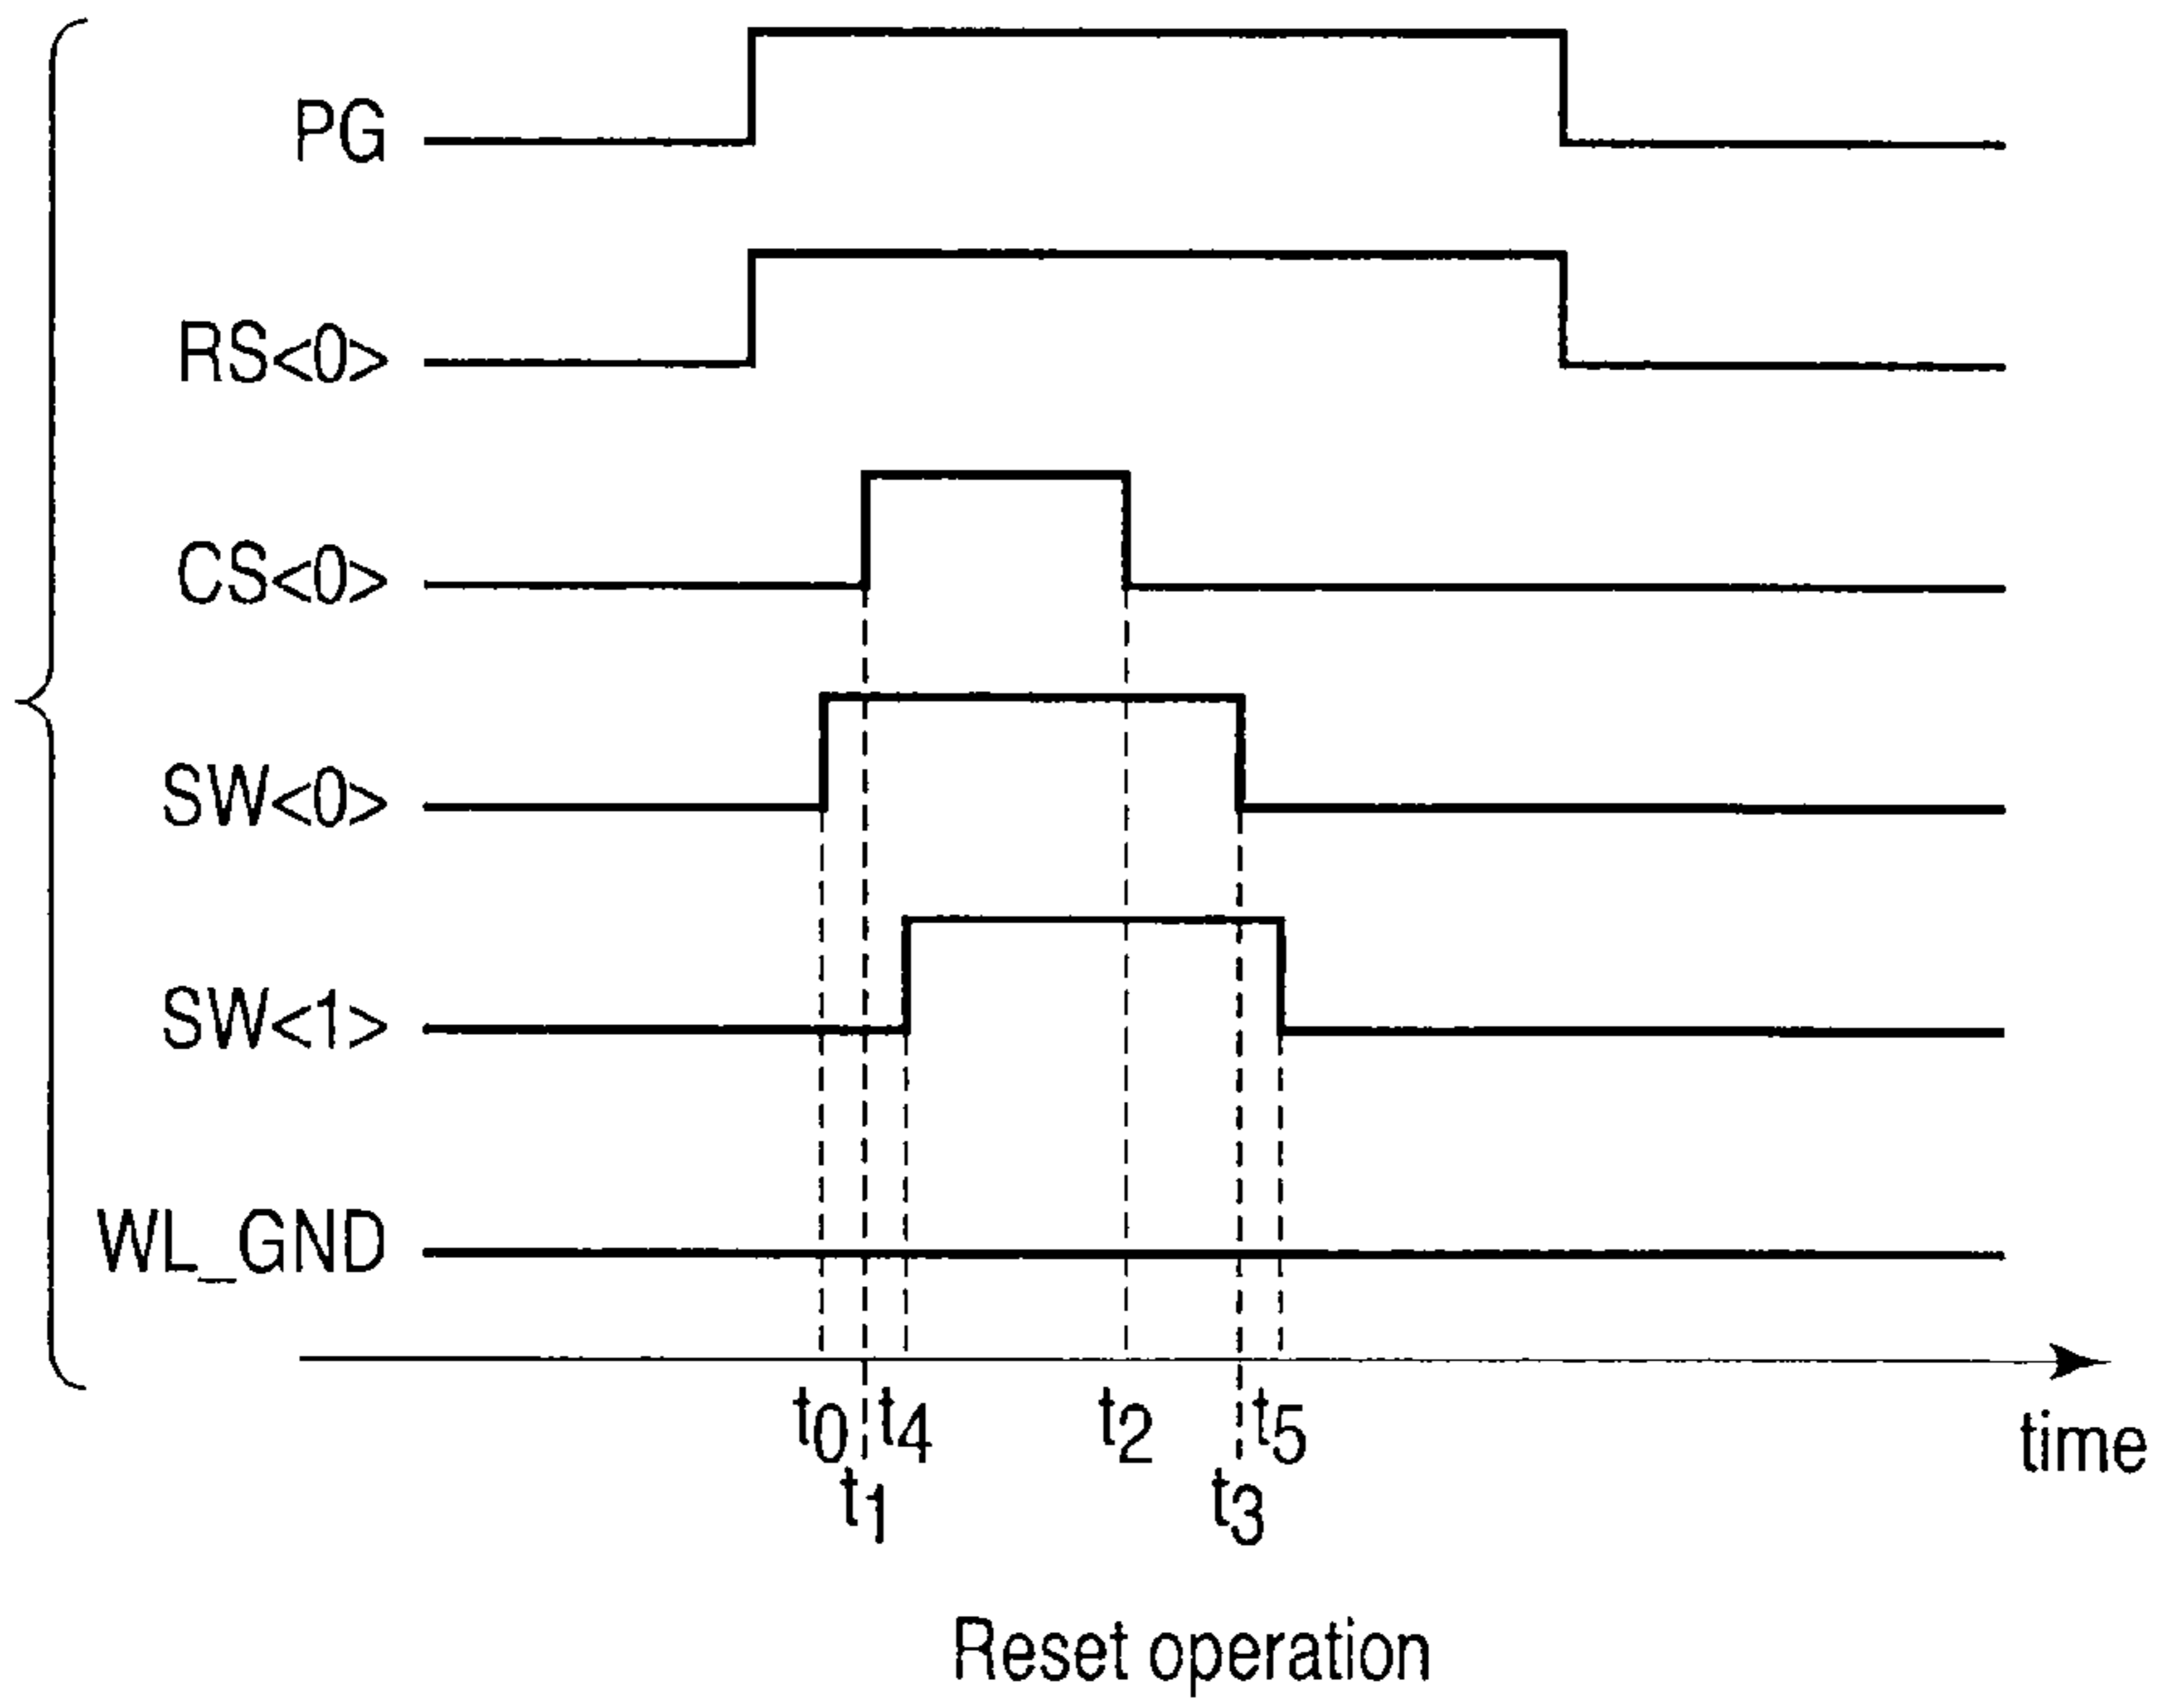 PG
RS<0>
CS<0>
SW<0>
SW<1>
WL_GND
t0 t4 t2 t5
t1 t3
time
Reset operation